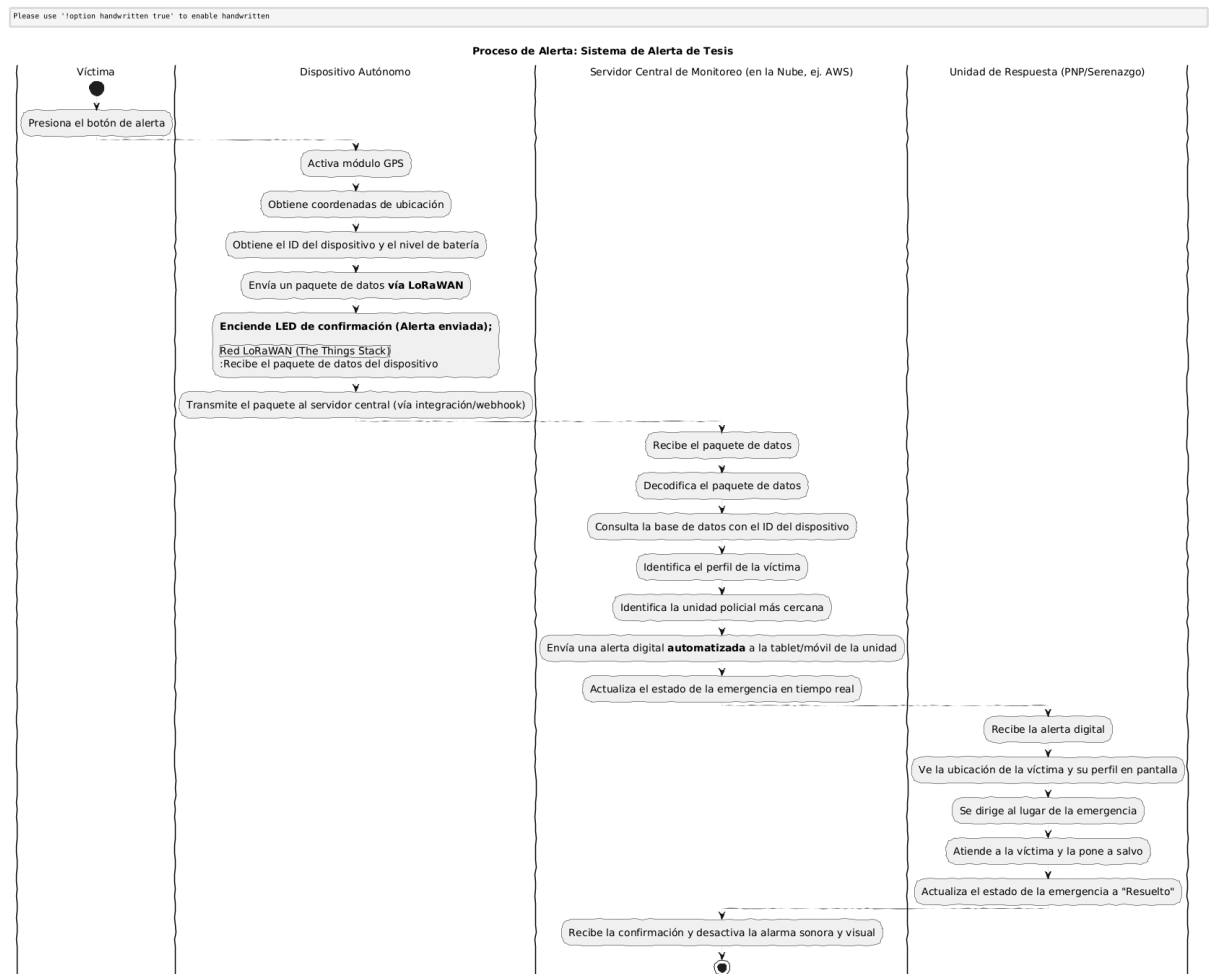 Please use '!option handwritten true' to enable handwritten
Proceso de Alerta: Sistema de Alerta de Tesis
Víctima
Dispositivo Autónomo
Servidor Central de Monitoreo (en la Nube, ej. AWS)
Unidad de Respuesta (PNP/Serenazgo)
Presiona el botón de alerta
Activa módulo GPS
Obtiene coordenadas de ubicación
Obtiene el ID del dispositivo y el nivel de batería
Envía un paquete de datos vía LoRaWAN
Enciende LED de confirmación (Alerta enviada);
Red LoRaWAN (The Things Stack)
:Recibe el paquete de datos del dispositivo
Transmite el paquete al servidor central (vía integración/webhook)
Recibe el paquete de datos
Decodifica el paquete de datos
Consulta la base de datos con el ID del dispositivo
Identifica el perfil de la víctima
Identifica la unidad policial más cercana
Envía una alerta digital automatizada a la tablet/móvil de la unidad
Actualiza el estado de la emergencia en tiempo real
Recibe la alerta digital
Ve la ubicación de la víctima y su perfil en pantalla
Se dirige al lugar de la emergencia
Atiende a la víctima y la pone a salvo
Actualiza el estado de la emergencia a "Resuelto"
Recibe la confirmación y desactiva la alarma sonora y visual